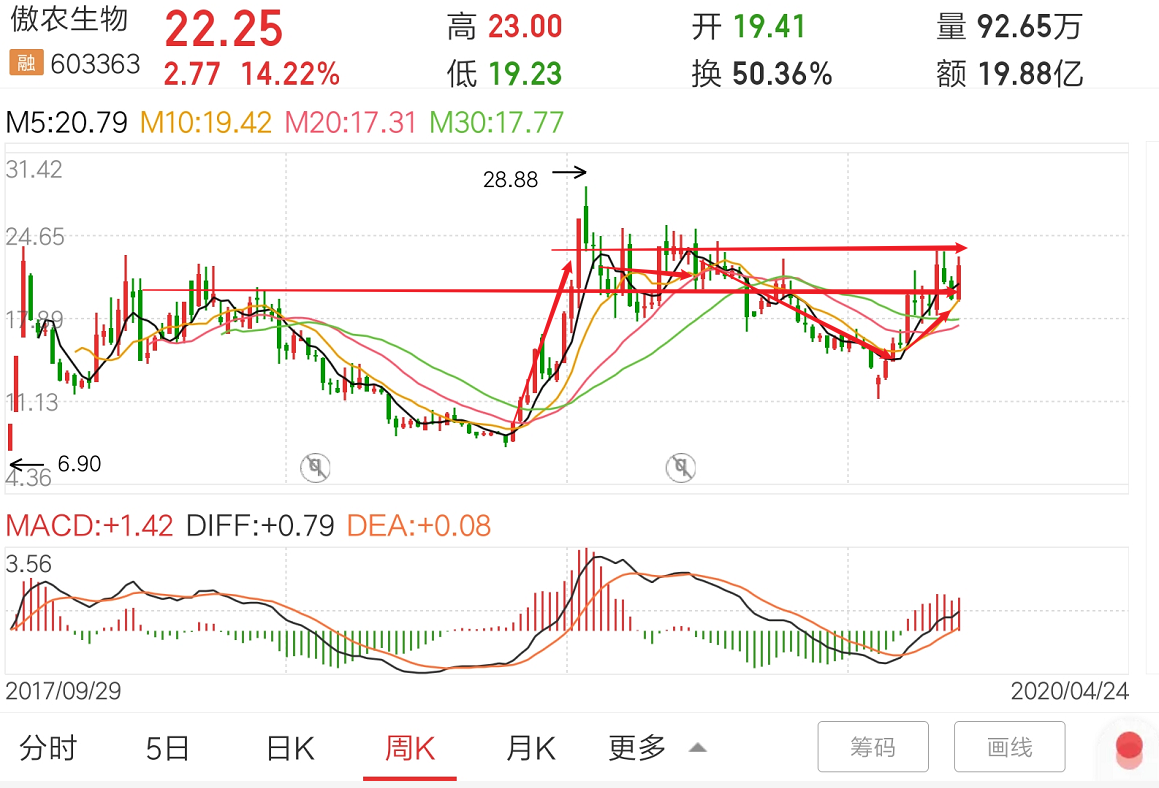 傲农生物 22.25 高 23.00 开 19.41 量 92.65万
融 603363 2.77 14.22% 低 19.23 换 50.36% 额 19.88亿
M5:20.79 M10:19.42 M20:17.31 M30:17.77
31.42
28.88
24.65
17.89
11.13
6.90
4.36
MACD:+1.42 DIFF:+0.79 DEA:+0.08
3.56
2017/09/29 2020/04/24
分时 5日 日K 周K 月K 更多 筹码 画线